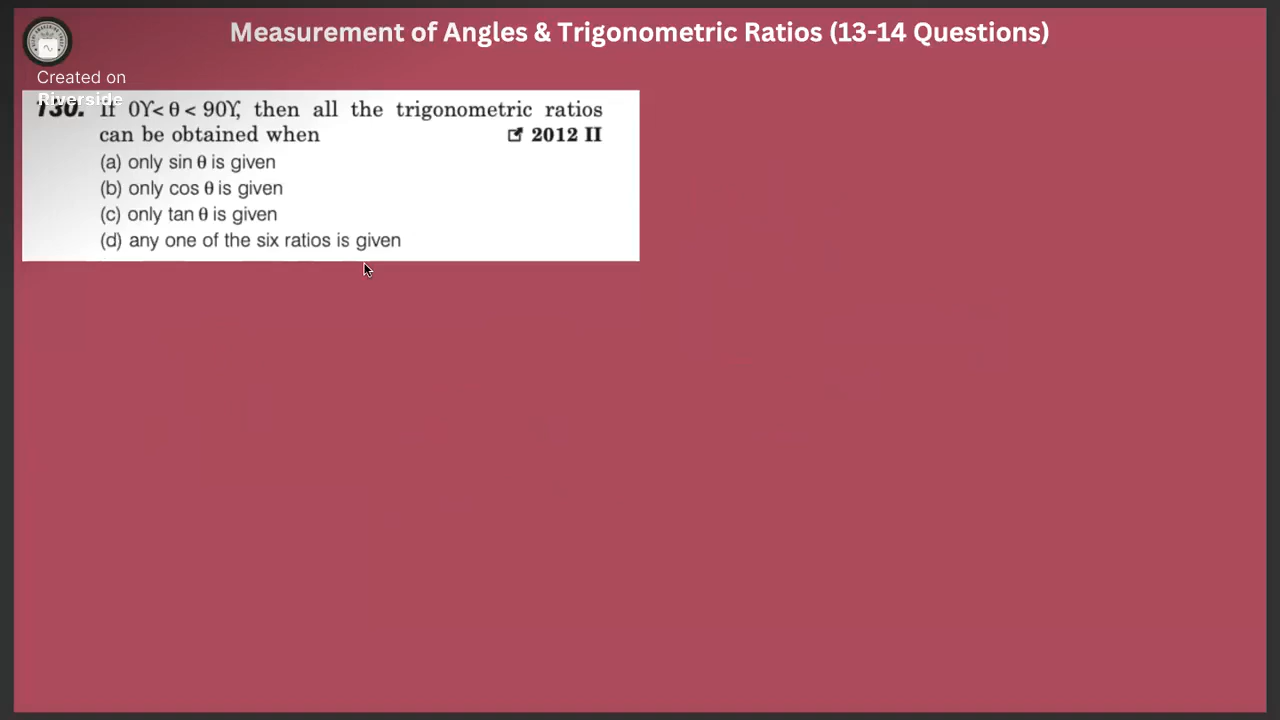 Measurement of Angles & Trigonometric Ratios (13-14 Questions)
Created on
Riverside
130. If 0ϒ< θ < 90ϒ, then all the trigonometric ratios
can be obtained when 2012 II
(a) only sin θ is given
(b) only cos θ is given
(c) only tan θ is given
(d) any one of the six ratios is given